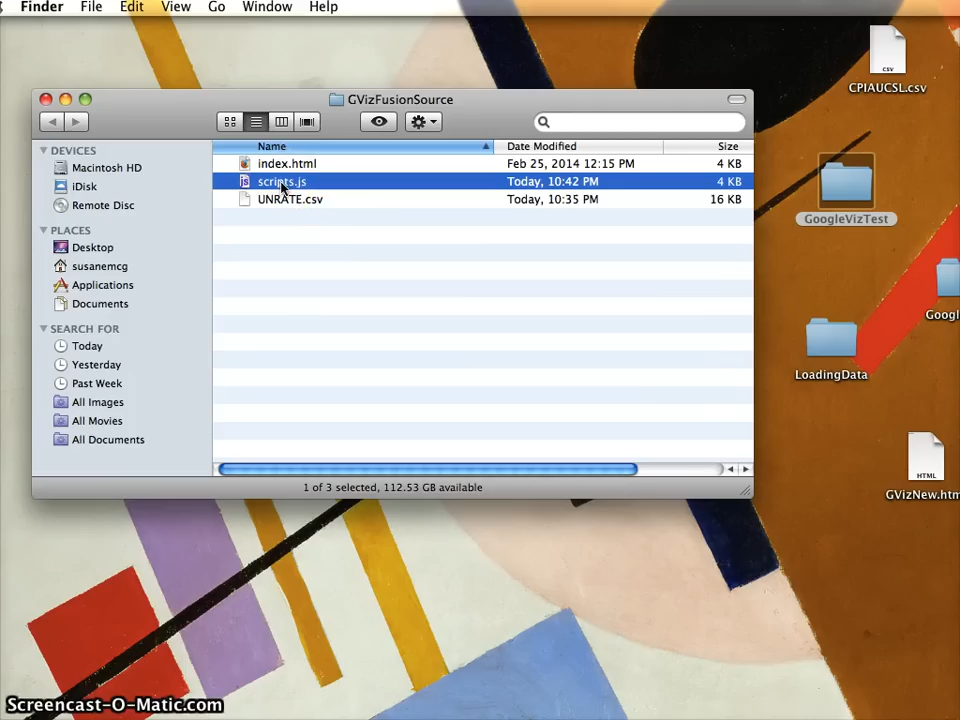 Finder File Edit View Go Window Help
CSV
CPIAUCSL.csv
GVizFusionSource
Name Date Modified Size
DEVICES
Macintosh HD
iDisk
Remote Disc
PLACES
Desktop
susanemcg
Applications
Documents
SEARCH FOR
Today
Yesterday
Past Week
All Images
All Movies
All Documents
index.html Feb 25, 2014 12:15 PM 4 KB
scripts.js Today, 10:42 PM 4 KB
UNRATE.csv Today, 10:35 PM 16 KB
1 of 3 selected, 112.53 GB available
GoogleVizTest
Googl
LoadingData
HTML
GVizNew.htm
Screencast-O-Matic.com